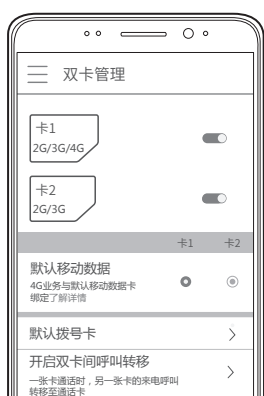 双卡管理
卡1
2G/3G/4G
卡2
2G/3G
卡1 卡2
默认移动数据
4G业务与默认移动数据卡
绑定了解详情
默认拨号卡
开启双卡间呼叫转移
一张卡通话时，另一张卡的来电呼叫
转移至通话卡